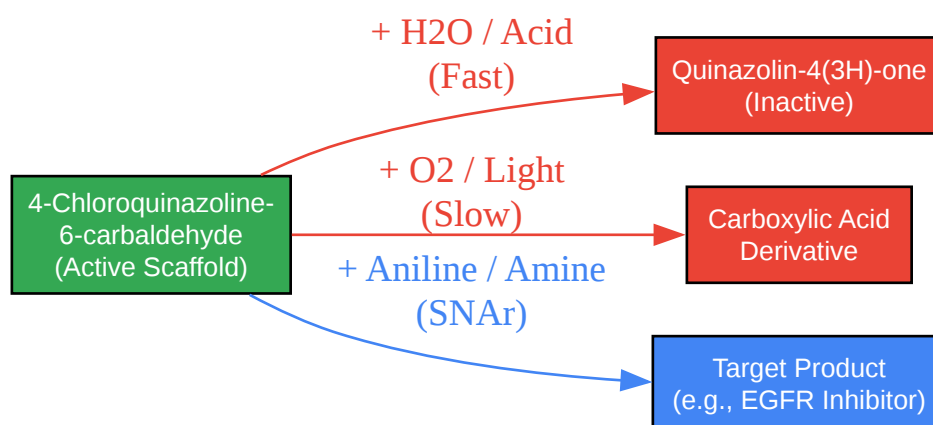 + H2O / Acid
(Fast)
Quinazolin-4(3H)-one
(Inactive)
4-Chloroquinazoline-
6-carbaldehyde
(Active Scaffold)
+ O2 / Light
(Slow)
Carboxylic Acid
Derivative
+ Aniline / Amine
(SNAr)
Target Product
(e.g., EGFR Inhibitor)